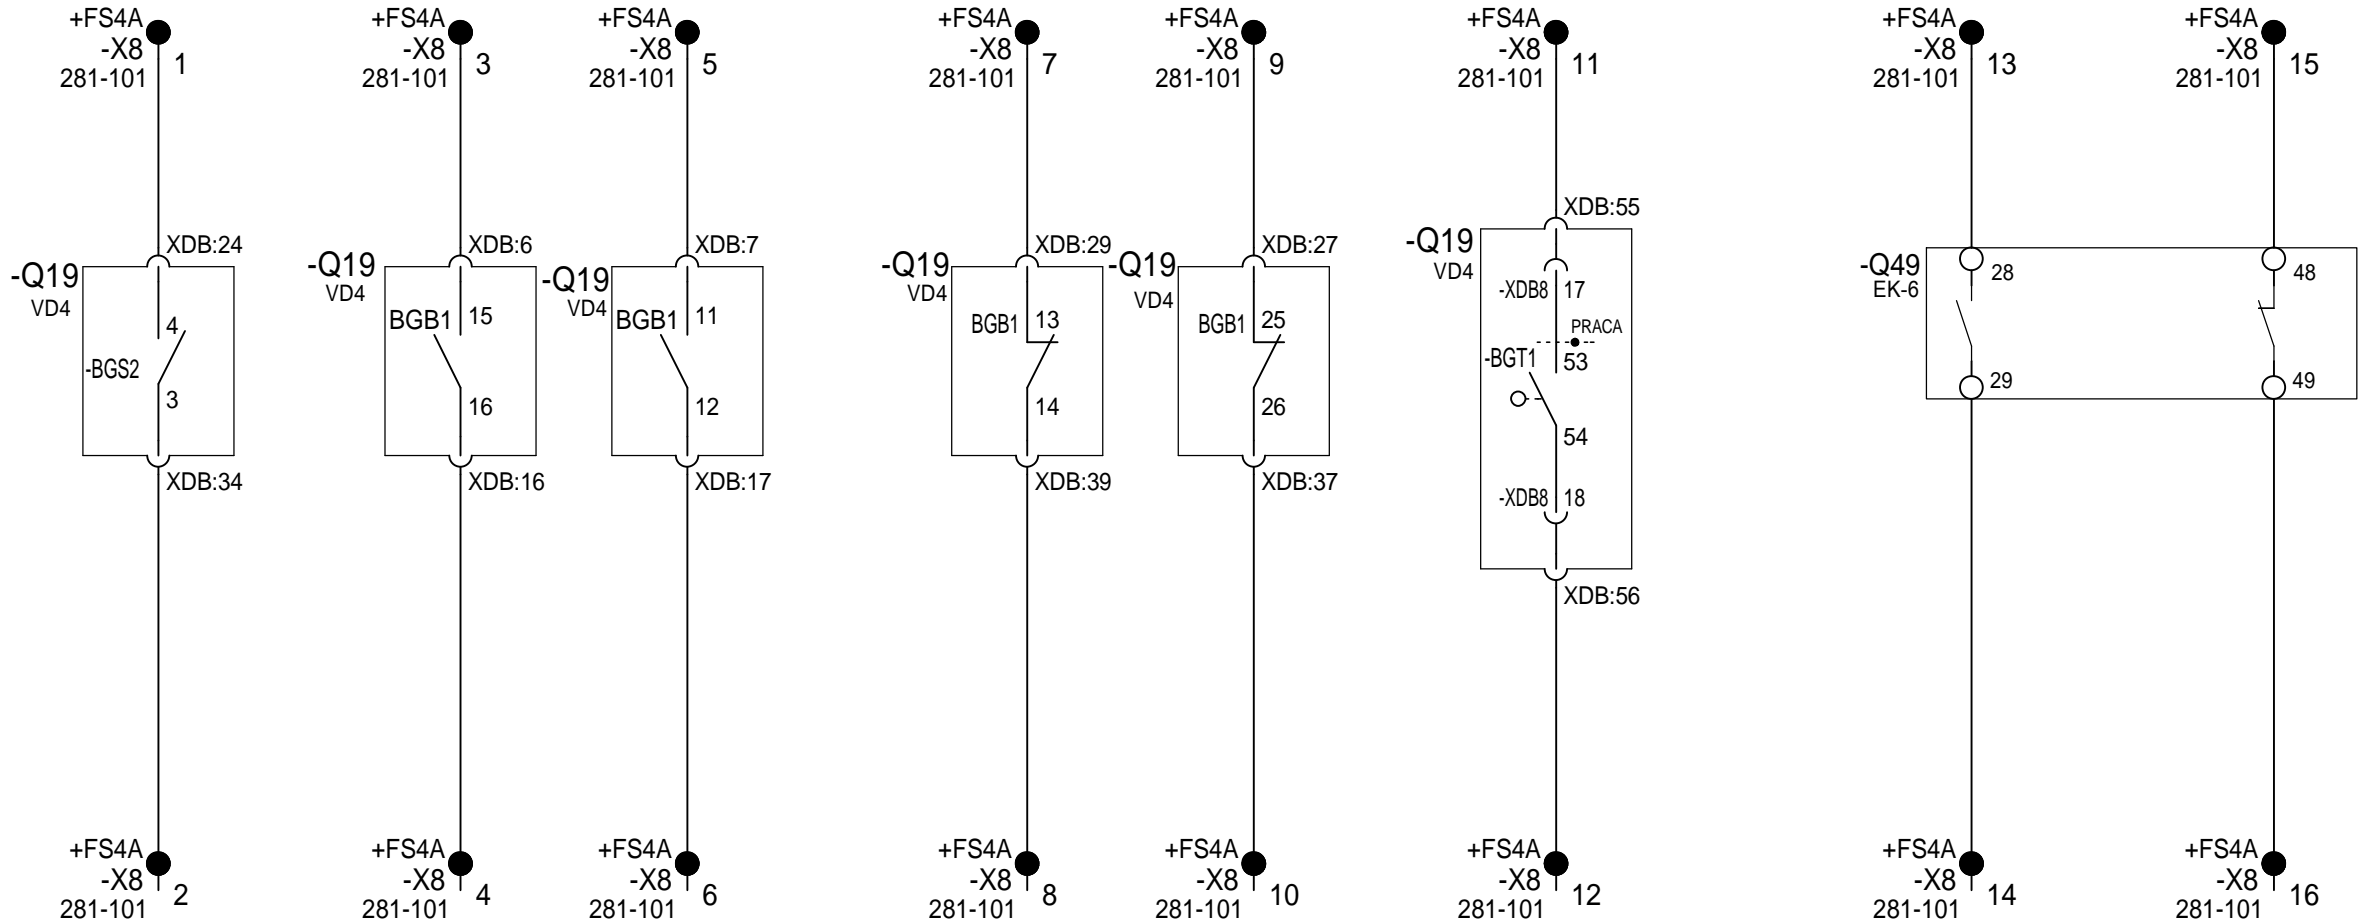 +FS4A
-X8
281-101
1
+FS4A
-X8
281-101
3
+FS4A
-X8
281-101
5
+FS4A
-X8
281-101
7
+FS4A
-X8
281-101
9
+FS4A
-X8
281-101
11
+FS4A
-X8
281-101
13
+FS4A
-X8
281-101
15
XDB:24
-Q19
VD4
4
-BGS2
3
XDB:34
XDB:6
-Q19
VD4
BGB1
15
16
XDB:16
XDB:7
-Q19
VD4
BGB1
11
12
XDB:17
XDB:29
-Q19
VD4
BGB1
13
14
XDB:39
XDB:27
-Q19
VD4
BGB1
25
26
XDB:37
XDB:55
-Q19
VD4
-XDB8
17
PRACA
-BGT1
53
54
-XDB8
18
XDB:56
-Q49
EK-6
28
29
48
49
+FS4A
-X8
281-101
2
+FS4A
-X8
281-101
4
+FS4A
-X8
281-101
6
+FS4A
-X8
281-101
8
+FS4A
-X8
281-101
10
+FS4A
-X8
281-101
12
+FS4A
-X8
281-101
14
+FS4A
-X8
281-101
16